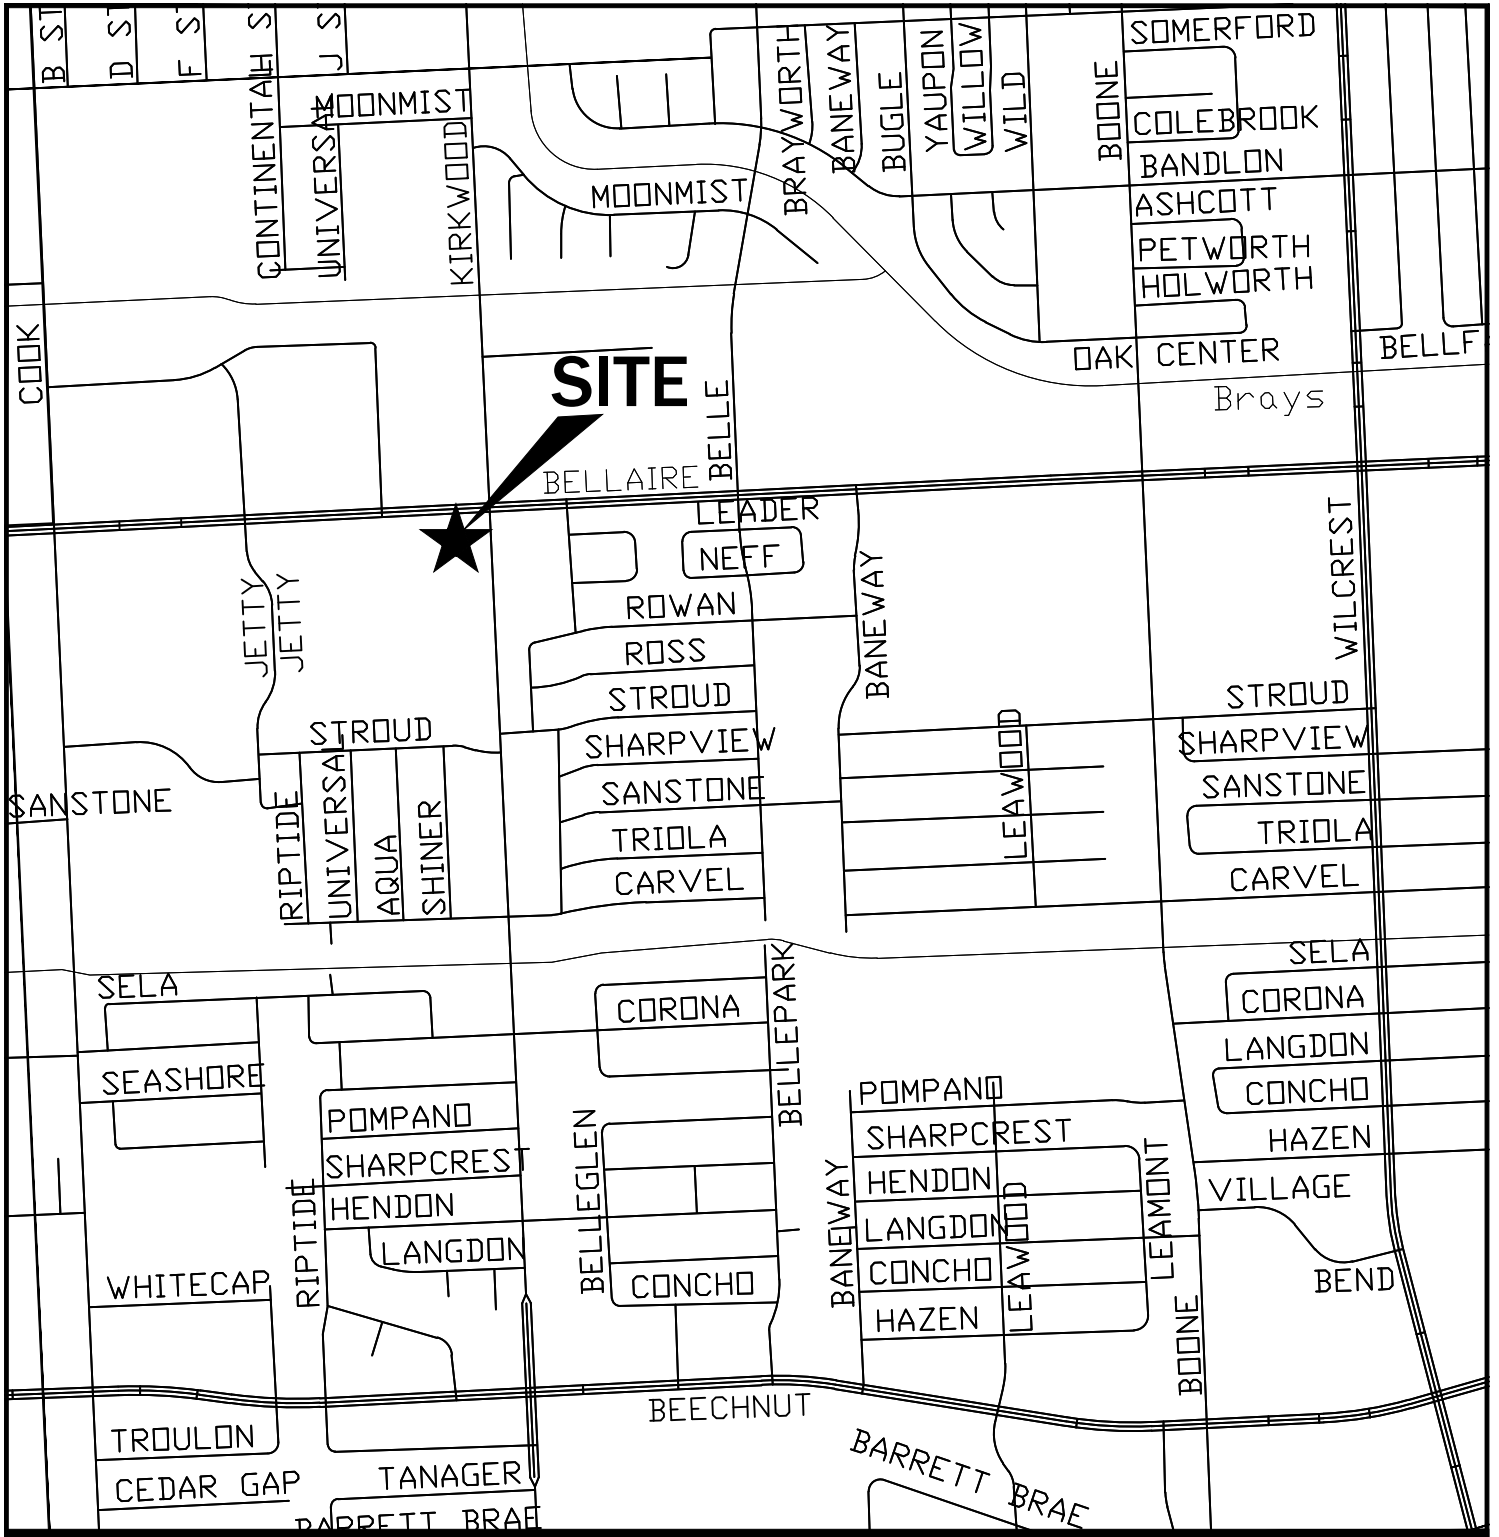 B ST
D ST
F ST
CONTINENTAL
H S
J S
UNIVERSAL
MOONMIST
KIRKWOOD
MOONMIST
BRAYWORTH
BANEWAY
BUGLE
YAUPON
WILLOW
WILD
BOONE
SOMERFORD
COLEBROOK
BANDLON
ASHCOTT
PETWORTH
HOLWORTH
OAK CENTER
BELLF
Brays
COOK
SITE
BELLE
BELLAIRE
LEADER
NEFF
ROWAN
ROSS
STROUD
SHARPVIEW
SANSTONE
TRIOLA
CARVEL
BANEWAY
WILCREST
JETTY
JETTY
STROUD
SANSTONE
RIPTIDE
UNIVERSAL
AQUA
SHINER
LEAWOOD
STROUD
SHARPVIEW
SANSTONE
TRIOLA
CARVEL
SELA
CORONA
LANGDON
CONCHO
HAZEN
VILLAGE
BEND
SELA
SEASHORE
CORONA
BELLEPARK
POMPANO
SHARPCREST
HENDON
LANGDON
RIPTIDE
BELLEGLEN
CONCHO
WHITECAP
POMPANO
SHARPCREST
HENDON
LANGDON
CONCHO
HAZEN
BANEWAY
LEAWOOD
LEAMONT
BOONE
BEECHNUT
TROULON
CEDAR GAP
TANAGER
BARRETT BRAE
BARRETT BRAE